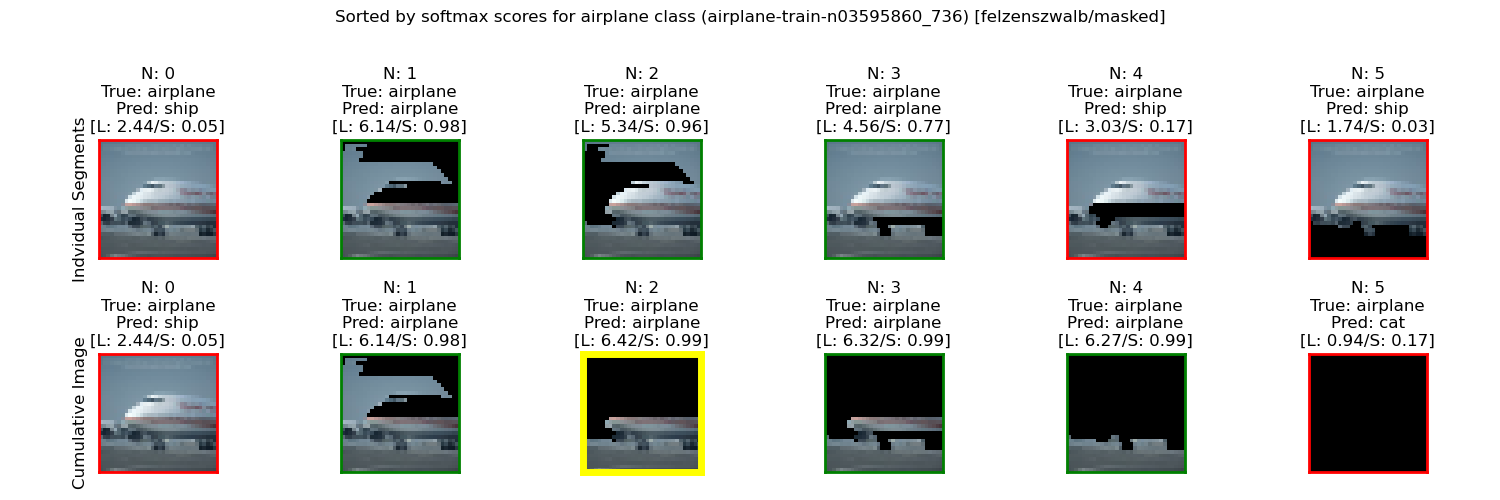 Sorted by softmax scores for airplane class (airplane-train-n03595860_736) [felzenszwalb/masked]
Indvidual Segments
N: 0
True: airplane
Pred: ship
[L: 2.44/S: 0.05]
N: 1
True: airplane
Pred: airplane
[L: 6.14/S: 0.98]
N: 2
True: airplane
Pred: airplane
[L: 5.34/S: 0.96]
N: 3
True: airplane
Pred: airplane
[L: 4.56/S: 0.77]
N: 4
True: airplane
Pred: ship
[L: 3.03/S: 0.17]
N: 5
True: airplane
Pred: ship
[L: 1.74/S: 0.03]
Cumulative Image
N: 0
True: airplane
Pred: ship
[L: 2.44/S: 0.05]
N: 1
True: airplane
Pred: airplane
[L: 6.14/S: 0.98]
N: 2
True: airplane
Pred: airplane
[L: 6.42/S: 0.99]
N: 3
True: airplane
Pred: airplane
[L: 6.32/S: 0.99]
N: 4
True: airplane
Pred: airplane
[L: 6.27/S: 0.99]
N: 5
True: airplane
Pred: cat
[L: 0.94/S: 0.17]